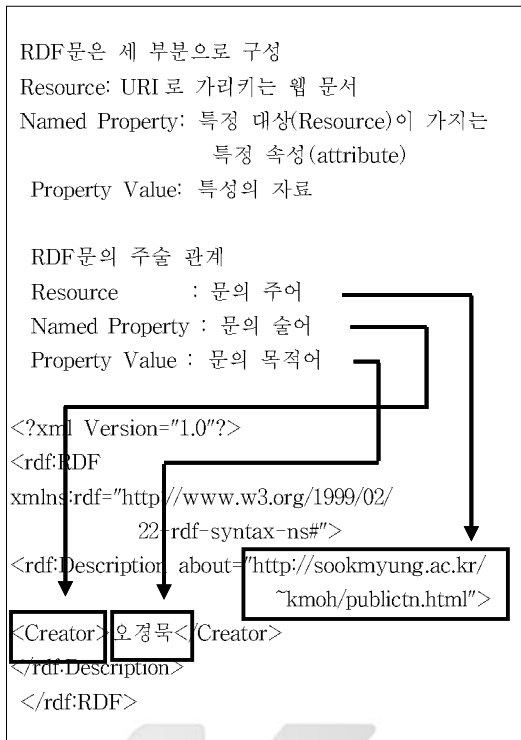 RDF문은 세 부분으로 구성
Resource: URI로 가리키는 웹 문서
Named Property: 특정 대상(Resource)이 가지는
특정 속성(attribute)
Property Value: 특성의 자료
RDF문의 주술 관계
Resource : 문의 주어
Named Property : 문의 술어
Property Value : 문의 목적어
<?xml Version="1.0"?>
<rdf:RDF
xmlns:rdf="http://www.w3.org/1999/02/
22-rdf-syntax-ns#">
<rdf:Description about="http://sookmyung.ac.kr/
~kmoh/publictn.html">
<Creator>오경묵</Creator>
</rdf:Description>
</rdf:RDF>